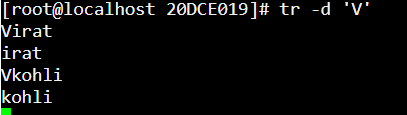 [root@localhost 20DCE019]# tr -d 'V'
Virat
irat
Vkohli
kohli